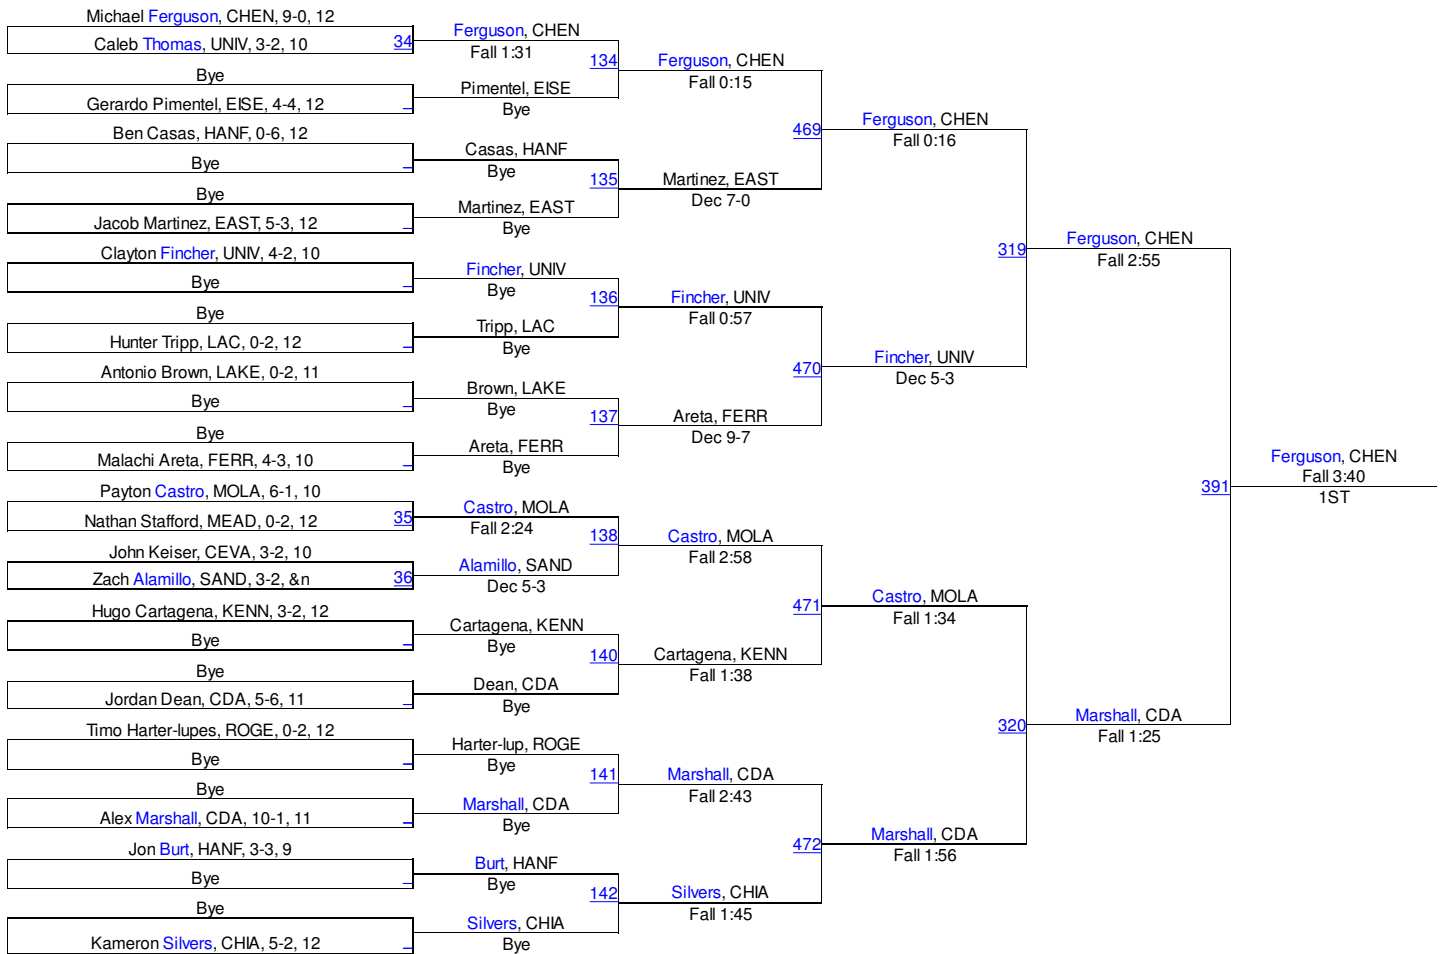 Michael Ferguson, CHEN, 9-0, 12
Caleb Thomas, UNIV, 3-2, 10
34
Bye
Gerardo Pimentel, EISE, 4-4, 12
Ben Casas, HANF, 0-6, 12
Bye
Bye
Jacob Martinez, EAST, 5-3, 12
Clayton Fincher, UNIV, 4-2, 10
Bye
Bye
Hunter Tripp, LAC, 0-2, 12
Antonio Brown, LAKE, 0-2, 11
Bye
Bye
Malachi Areta, FERR, 4-3, 10
Payton Castro, MOLA, 6-1, 10
Nathan Stafford, MEAD, 0-2, 12
35
John Keiser, CEVA, 3-2, 10
Zach Alamillo, SAND, 3-2, &n
36
Hugo Cartagena, KENN, 3-2, 12
Bye
Bye
Jordan Dean, CDA, 5-6, 11
Timo Harter-lupes, ROGE, 0-2, 12
Bye
Bye
Alex Marshall, CDA, 10-1, 11
Jon Burt, HANF, 3-3, 9
Bye
Bye
Kameron Silvers, CHIA, 5-2, 12
Ferguson, CHEN
Fall 1:31
134
Pimentel, EISE
Bye
Casas, HANF
Bye
135
Martinez, EAST
Bye
Fincher, UNIV
Bye
136
Tripp, LAC
Bye
Brown, LAKE
Bye
137
Areta, FERR
Bye
Castro, MOLA
Fall 2:24
138
Alamillo, SAND
Dec 5-3
Cartagena, KENN
Bye
140
Dean, CDA
Bye
Harter-lup, ROGE
Bye
141
Marshall, CDA
Bye
Burt, HANF
Bye
142
Silvers, CHIA
Bye
Ferguson, CHEN
Fall 0:15
469
Martinez, EAST
Dec 7-0
Fincher, UNIV
Fall 0:57
470
Areta, FERR
Dec 9-7
Castro, MOLA
Fall 2:58
471
Cartagena, KENN
Fall 1:38
Marshall, CDA
Fall 2:43
472
Silvers, CHIA
Fall 1:45
Ferguson, CHEN
Fall 0:16
319
Fincher, UNIV
Dec 5-3
Castro, MOLA
Fall 1:34
320
Marshall, CDA
Fall 1:56
Ferguson, CHEN
Fall 2:55
391
Marshall, CDA
Fall 1:25
Ferguson, CHEN
Fall 3:40
1ST